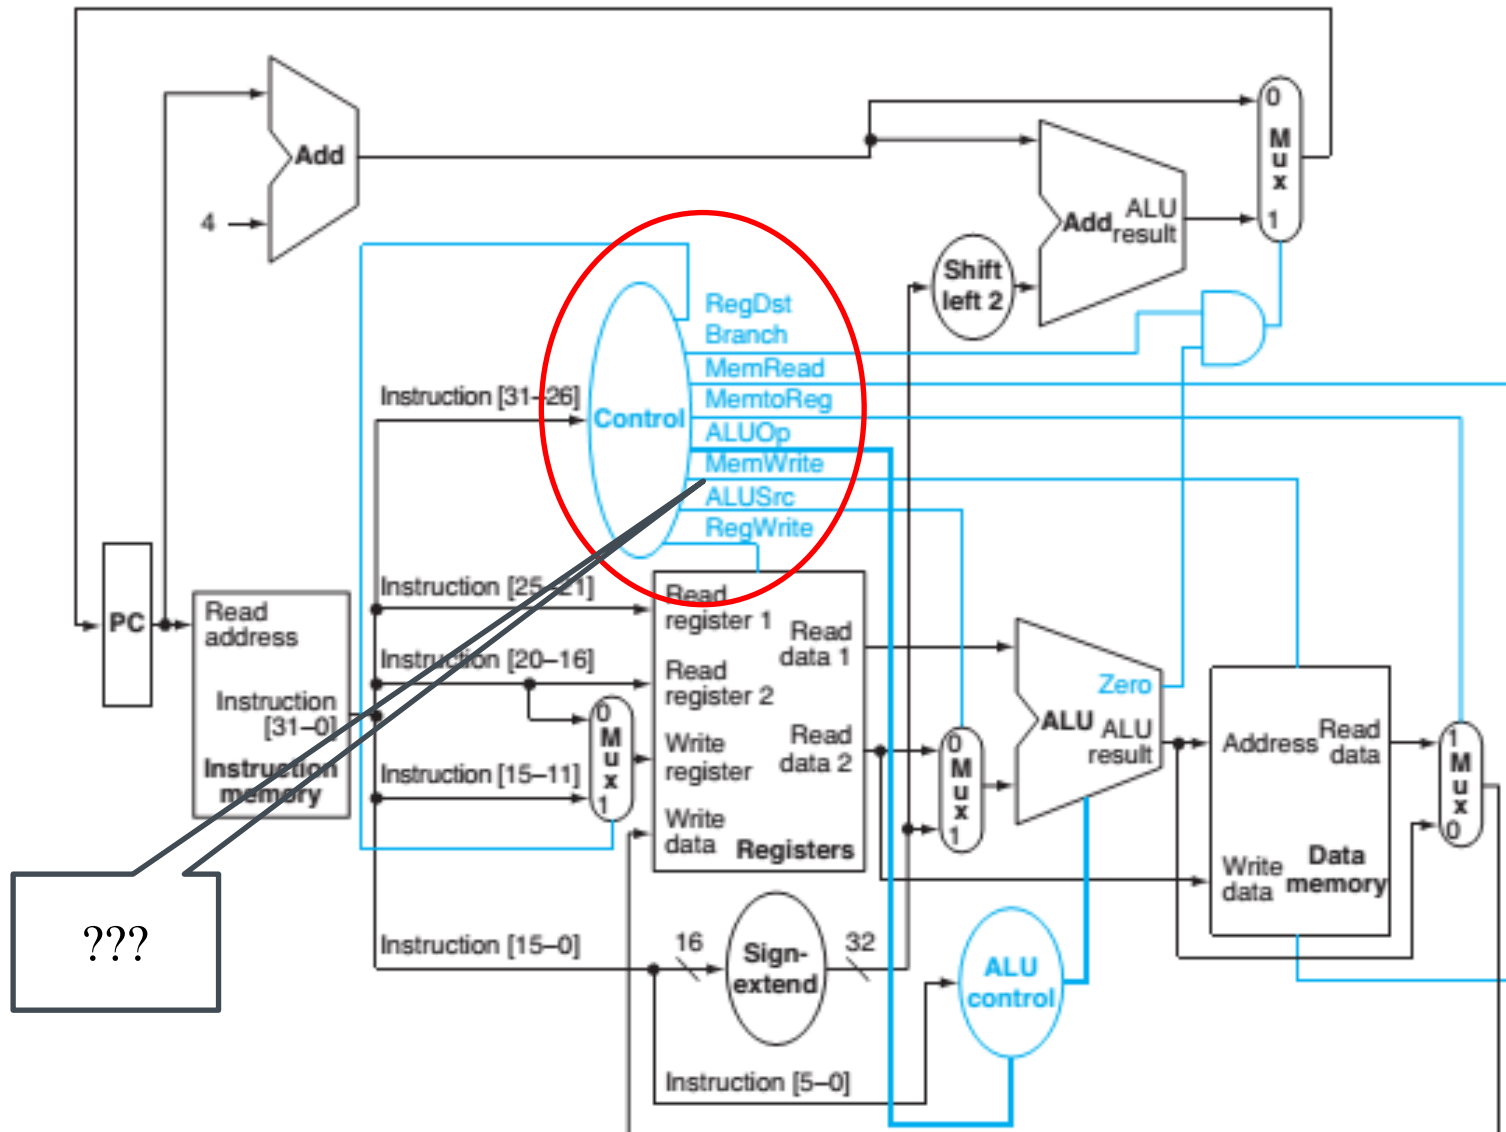 0
M
u
x
1
Add
4
Add
ALU
result
Shift
left 2
RegDst
Branch
MemRead
MemtoReg
ALUOp
MemWrite
ALUSrc
RegWrite
Control
Instruction [31–26]
Instruction [25–21]
Instruction [20–16]
Instruction [15–11]
Instruction [15–0]
Instruction [5–0]
PC
Read
address
Instruction
[31–0]
Instruction
memory
0
M
u
x
1
Read
register 1
Read
register 2
Write
register
Write
data
Read
data 1
Read
data 2
Registers
0
M
u
x
1
Zero
ALU
ALU
result
Address
Read
data
Write
data
Data
memory
1
M
u
x
0
???
16
Sign-
extend
32
ALU
control